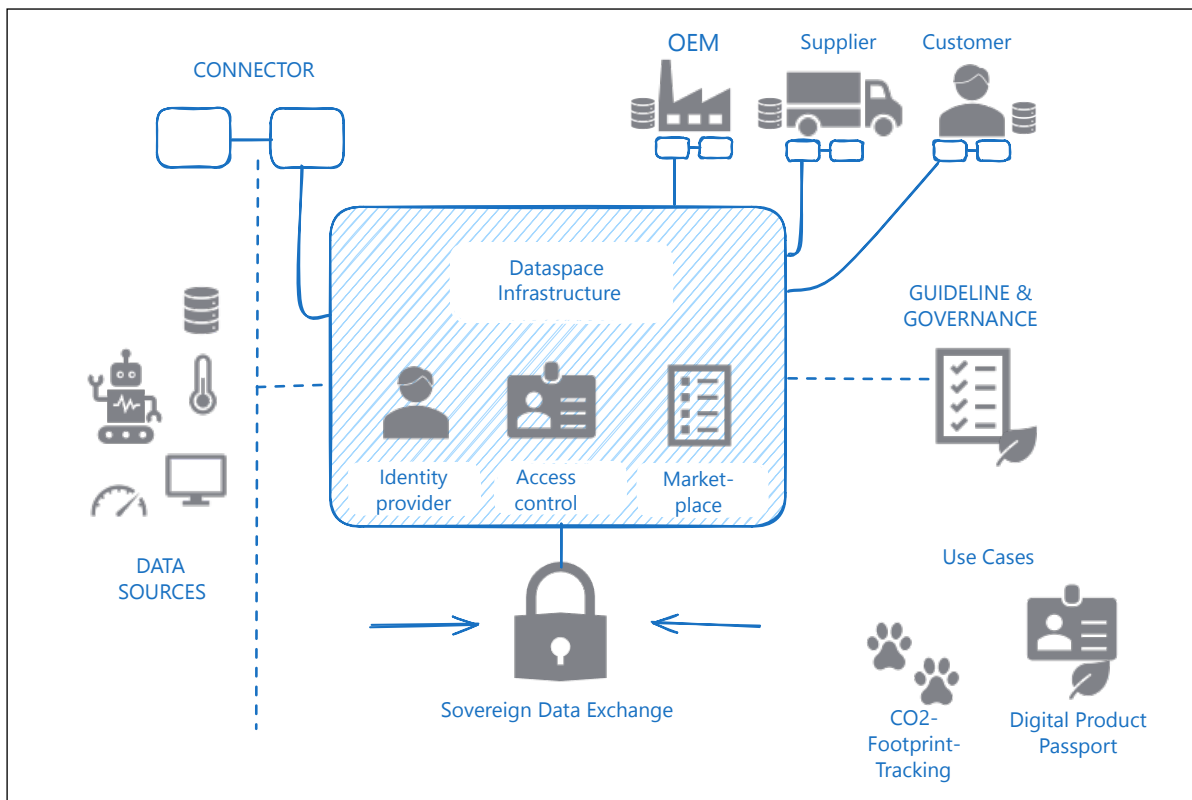 CONNECTOR
OEM
Supplier
Customer
Dataspace
Infrastructure
GUIDELINE &
GOVERNANCE
Identity
provider
Access
control
Market-
place
DATA
SOURCES
Sovereign Data Exchange
Use Cases
CO2-
Footprint-
Tracking
Digital Product
Passport